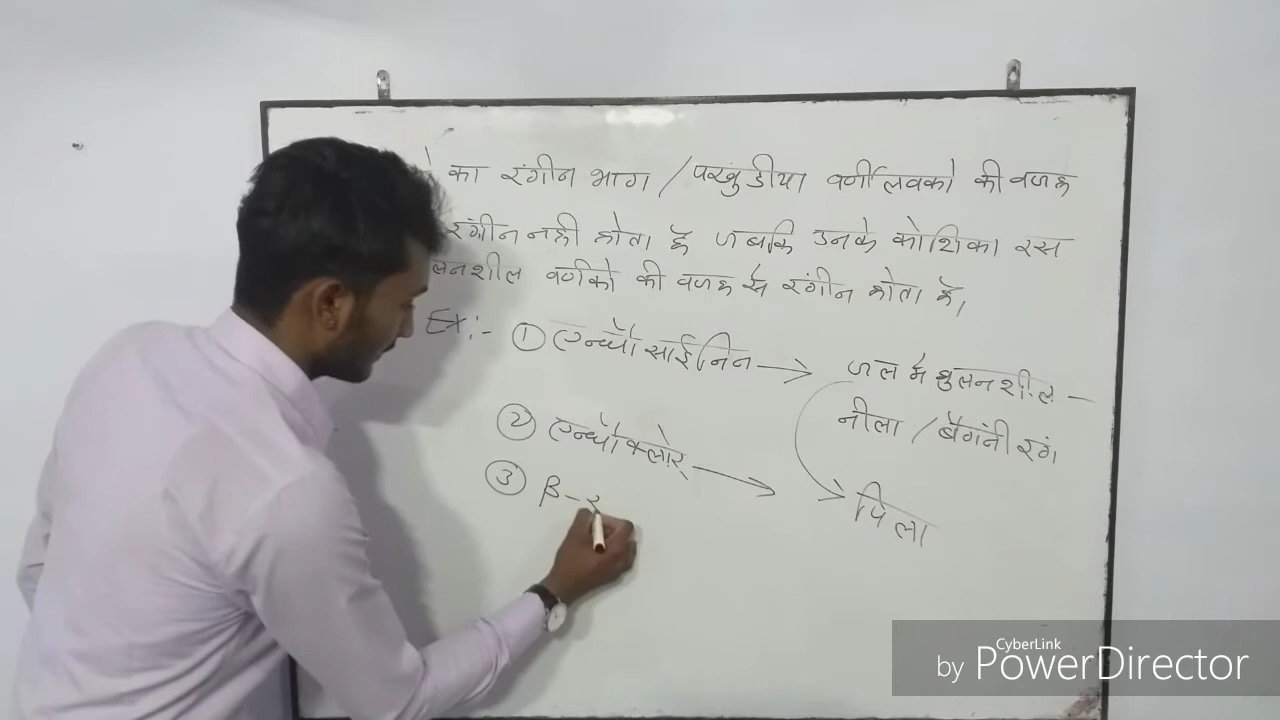 का रंगीन भाग / पखुंडीया वर्णीलवको की वजह
रंगीन नही होता है जबकि उनके कोशिका रस
लनशील वर्णको की वजह से रंगीन होता है।
Ex:- ① एन्थौसाईनिन → जल मे घुलनशील -
नीला / बैगंनी रंग
② एन्थौक्लोर → पिला
③ β-
CyberLink
by PowerDirector